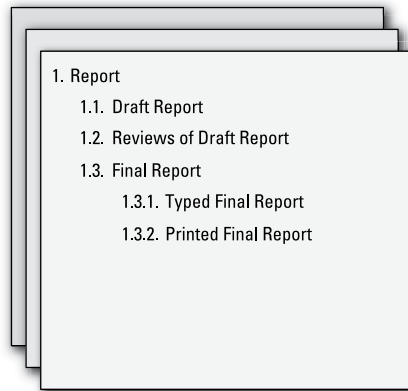 1. Report
1.1. Draft Report
1.2. Reviews of Draft Report
1.3. Final Report
1.3.1. Typed Final Report
1.3.2. Printed Final Report